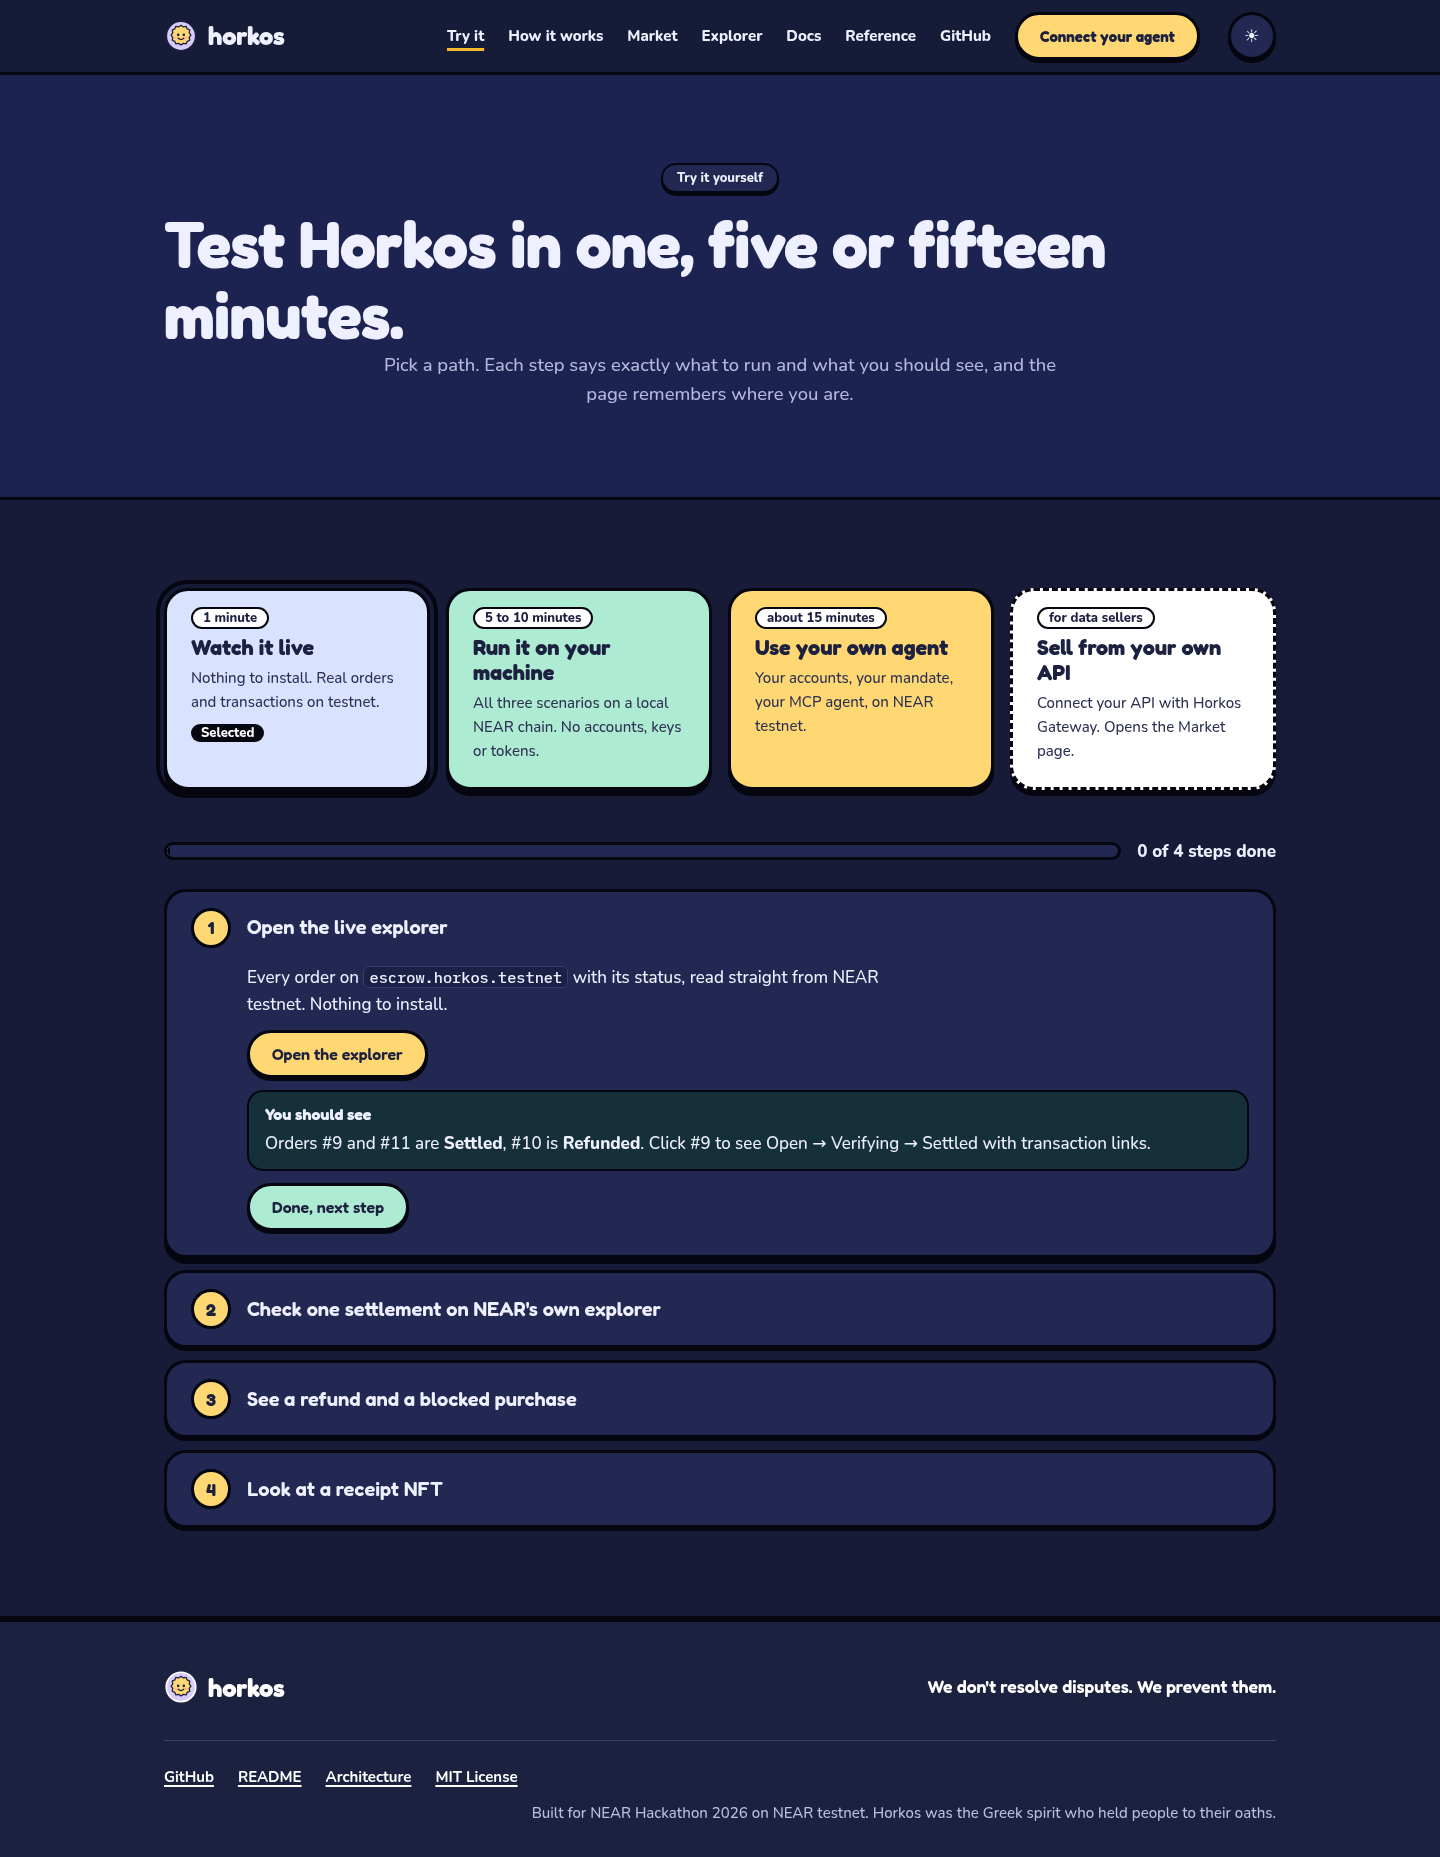 horkos
Try it How it works Market Explorer Docs Reference GitHub Connect your agent
Try it yourself
Test Horkos in one, five or fifteen
minutes.
Pick a path. Each step says exactly what to run and what you should see, and the
page remembers where you are.
1 minute
Watch it live
Nothing to install. Real orders
and transactions on testnet.
Selected
5 to 10 minutes
Run it on your
machine
All three scenarios on a local
NEAR chain. No accounts, keys
or tokens.
about 15 minutes
Use your own agent
Your accounts, your mandate,
your MCP agent, on NEAR
testnet.
for data sellers
Sell from your own
API
Connect your API with Horkos
Gateway. Opens the Market
page.
0 of 4 steps done
1 Open the live explorer
Every order on escrow.horkos.testnet with its status, read straight from NEAR
testnet. Nothing to install.
Open the explorer
You should see
Orders #9 and #11 are Settled, #10 is Refunded. Click #9 to see Open → Verifying → Settled with transaction links.
Done, next step
2 Check one settlement on NEAR's own explorer
3 See a refund and a blocked purchase
4 Look at a receipt NFT
horkos
We don't resolve disputes. We prevent them.
GitHub README Architecture MIT License
Built for NEAR Hackathon 2026 on NEAR testnet. Horkos was the Greek spirit who held people to their oaths.